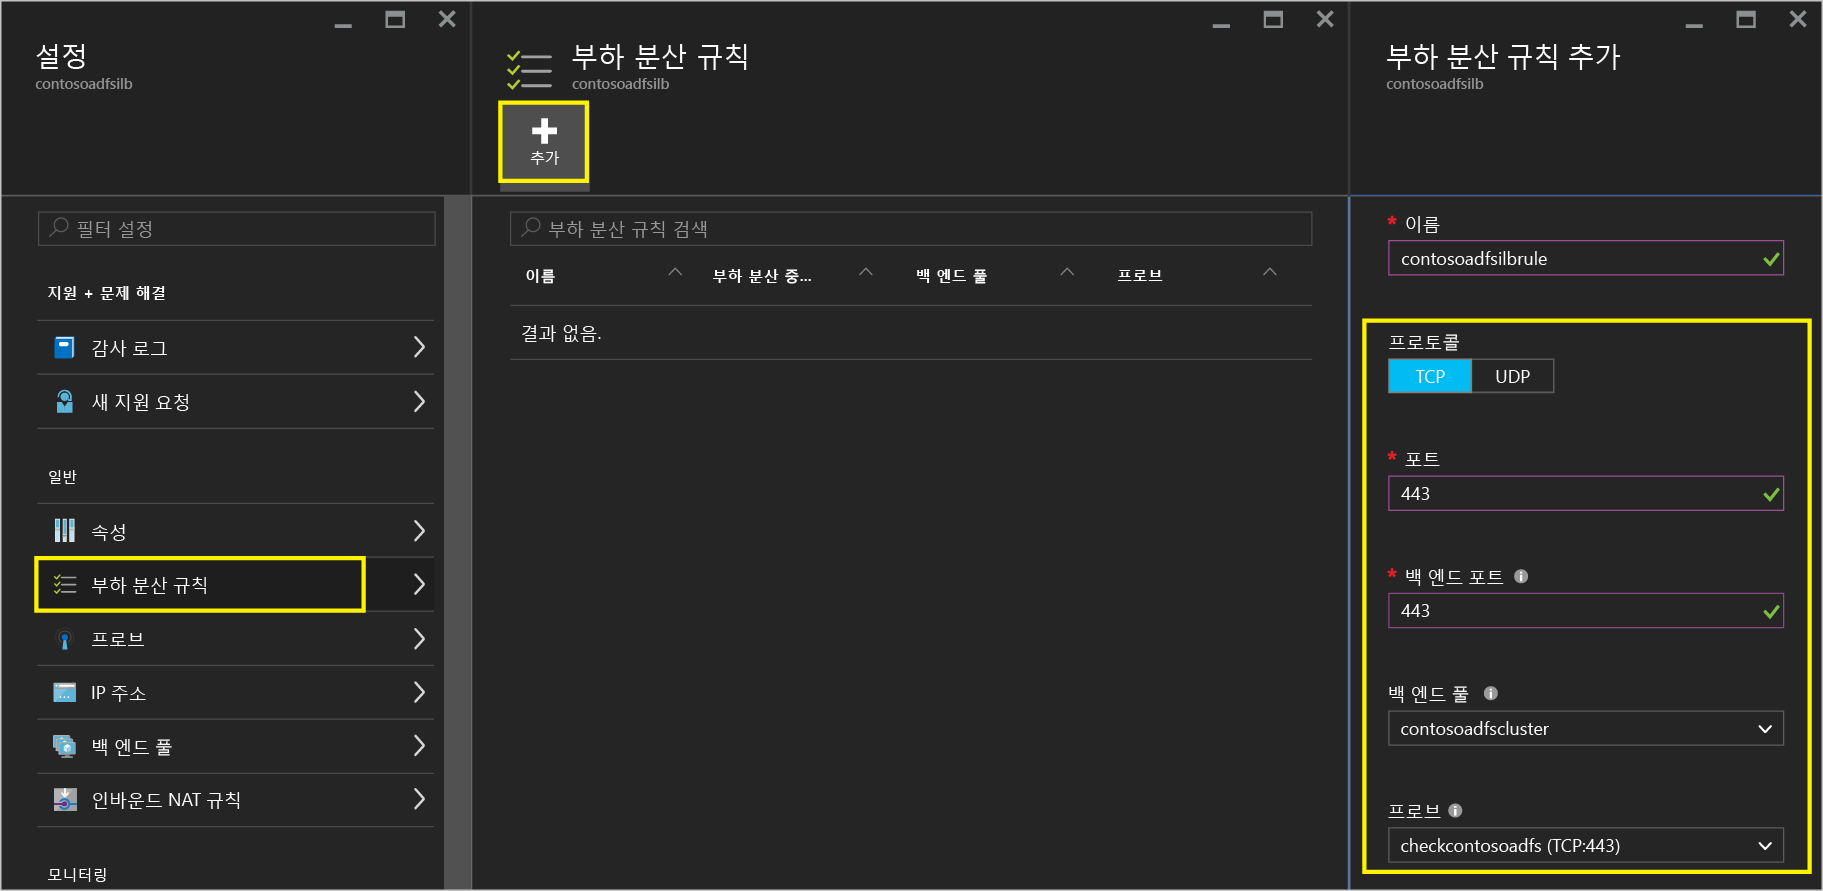 설정
contosoadfsilb
필터 설정
지원 + 문제 해결
감사 로그
새 지원 요청
일반
속성
부하 분산 규칙
프로브
IP 주소
백 엔드 풀
인바운드 NAT 규칙
모니터링
부하 분산 규칙
contosoadfsilb
추가
부하 분산 규칙 검색
이름 부하 분산 중... 백 엔드 풀 프로브
결과 없음.
부하 분산 규칙 추가
contosoadfsilb
* 이름
contosoadfsilbrule
프로토콜
TCP UDP
* 포트
443
* 백 엔드 포트
443
백 엔드 풀
contosoadfscluster
프로브
checkcontosoadfs (TCP:443)